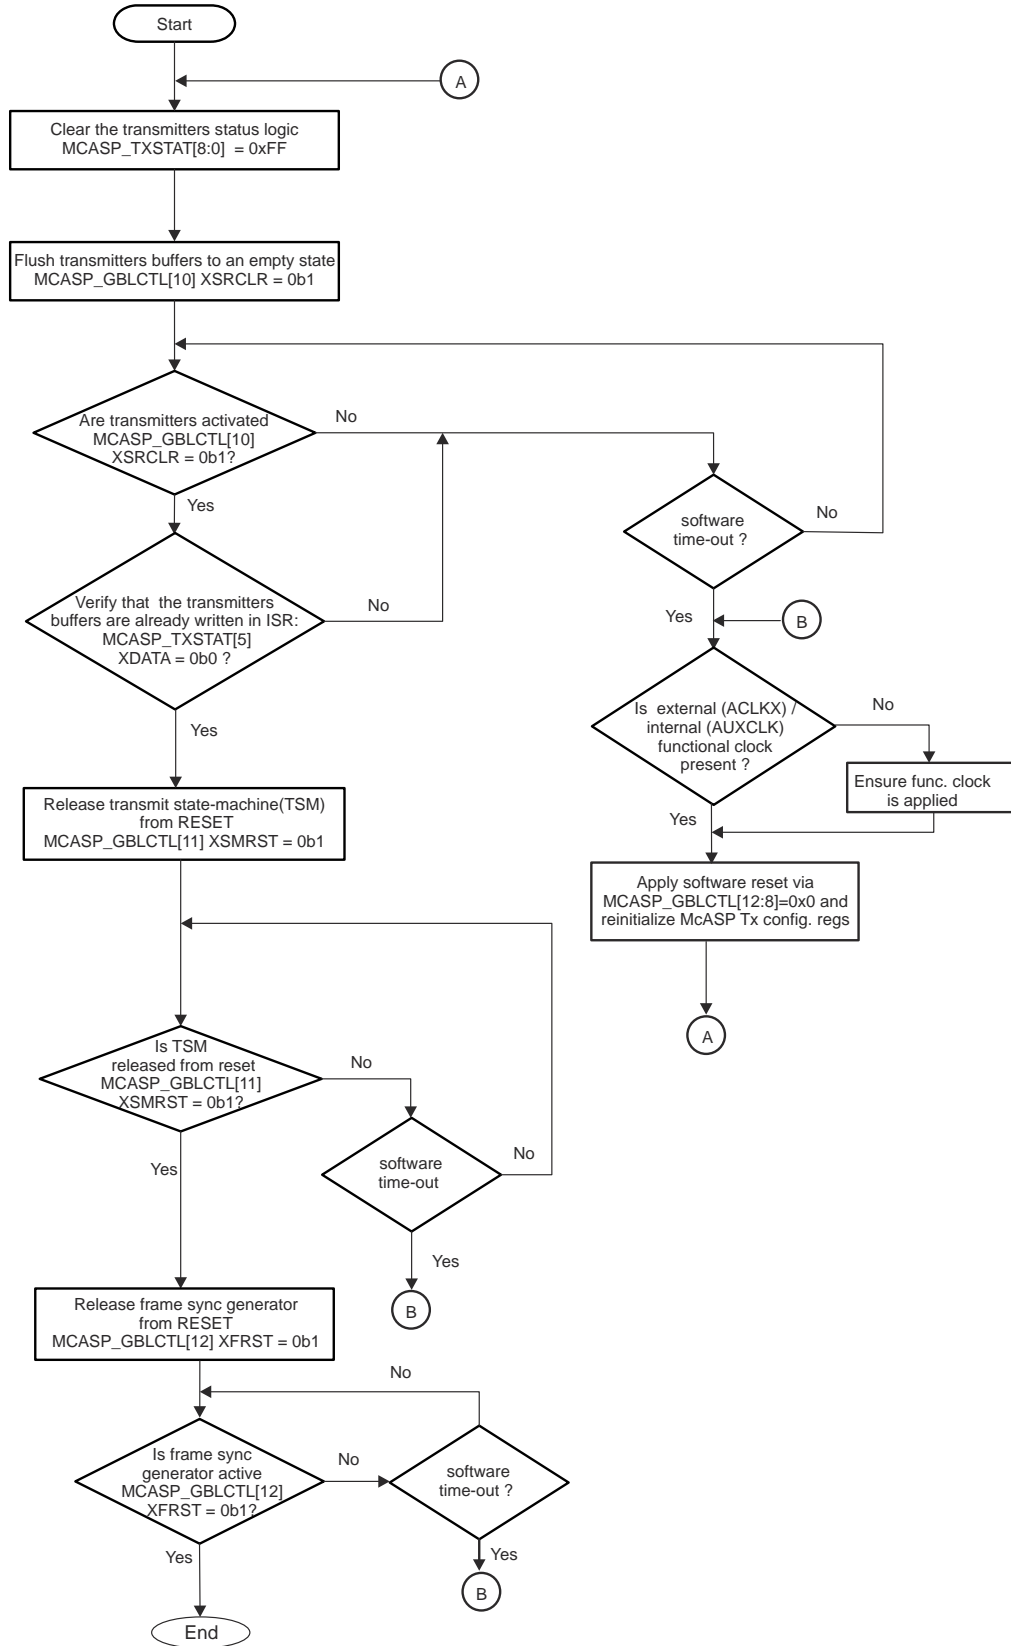 Start
A
Clear the transmitters status logic
MCASP_TXSTAT[8:0] = 0xFF
Flush transmitters buffers to an empty state
MCASP_GBLCTL[10] XSRCLR = 0b1
Are transmitters activated
MCASP_GBLCTL[10]
XSRCLR = 0b1?
No
Yes
software
time-out ?
No
Yes
B
Verify that the transmitters
buffers are already written in ISR:
MCASP_TXSTAT[5]
XDATA = 0b0 ?
No
Yes
Is external (ACLKX) /
internal (AUXCLK)
functional clock
present ?
No
Yes
Ensure func. clock
is applied
Release transmit state-machine(TSM)
from RESET
MCASP_GBLCTL[11] XSMRST = 0b1
Apply software reset via
MCASP_GBLCTL[12:8]=0x0 and
reinitialize McASP Tx config. regs
A
Is TSM
released from reset
MCASP_GBLCTL[11]
XSMRST = 0b1?
No
Yes
software
time-out
No
Yes
B
Release frame sync generator
from RESET
MCASP_GBLCTL[12] XFRST = 0b1
No
Is frame sync
generator active
MCASP_GBLCTL[12]
XFRST = 0b1?
No
Yes
software
time-out ?
Yes
B
End